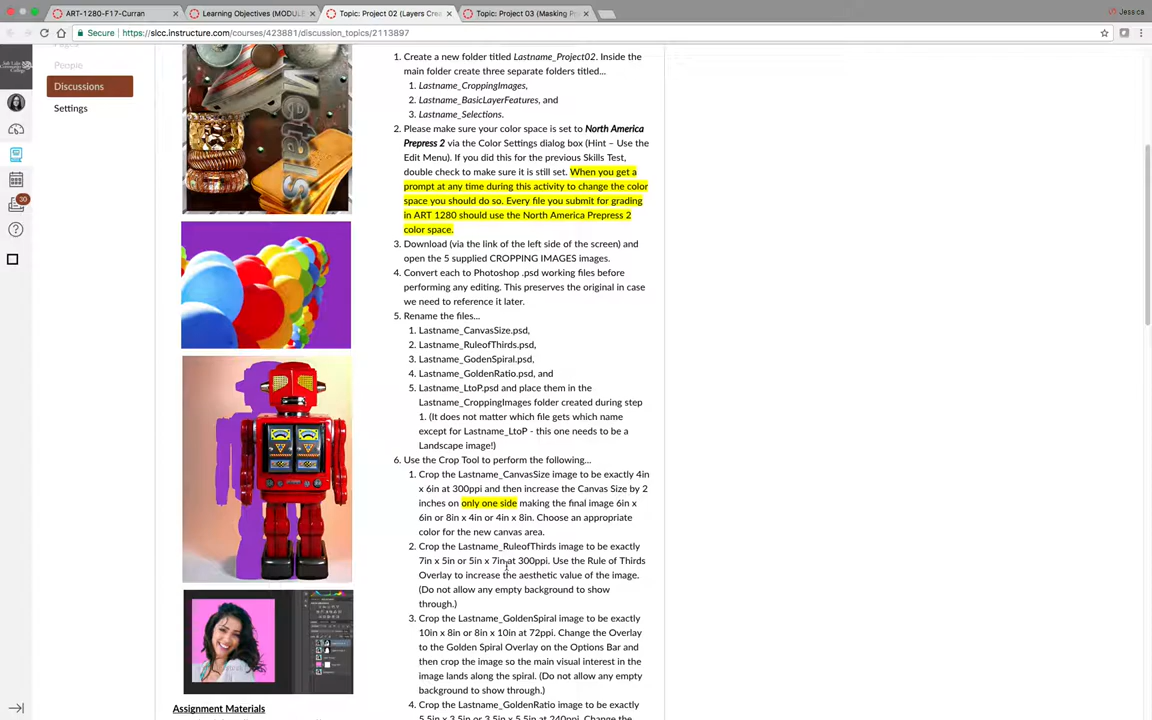 ART-1280-F17-Curran
Learning Objectives (MODULE
Topic: Project 02 (Layers Crea
Topic: Project 03 (Masking Pr
Jessica
Secure
https://slcc.instructure.com/courses/423881/discussion_topics/2113897
Pages
People
Discussions
Settings
30
Metals
1. Create a new folder titled Lastname_Project02. Inside the
main folder create three separate folders titled...
1. Lastname_CroppingImages,
2. Lastname_BasicLayerFeatures, and
3. Lastname_Selections.
2. Please make sure your color space is set to North America
Prepress 2 via the Color Settings dialog box (Hint – Use the
Edit Menu). If you did this for the previous Skills Test,
double check to make sure it is still set. When you get a
prompt at any time during this activity to change the color
space you should do so. Every file you submit for grading
in ART 1280 should use the North America Prepress 2
color space.
3. Download (via the link of the left side of the screen) and
open the 5 supplied CROPPING IMAGES images.
4. Convert each to Photoshop .psd working files before
performing any editing. This preserves the original in case
we need to reference it later.
5. Rename the files...
1. Lastname_CanvasSize.psd,
2. Lastname_RuleofThirds.psd,
3. Lastname_GodenSpiral.psd,
4. Lastname_GoldenRatio.psd, and
5. Lastname_LtoP.psd and place them in the
Lastname_CroppingImages folder created during step
1. (It does not matter which file gets which name
except for Lastname_LtoP - this one needs to be a
Landscape image!)
6. Use the Crop Tool to perform the following...
1. Crop the Lastname_CanvasSize image to be exactly 4in
x 6in at 300ppi and then increase the Canvas Size by 2
inches on only one side making the final image 6in x
6in or 8in x 4in or 4in x 8in. Choose an appropriate
color for the new canvas area.
2. Crop the Lastname_RuleofThirds image to be exactly
7in x 5in or 5in x 7in at 300ppi. Use the Rule of Thirds
Overlay to increase the aesthetic value of the image.
(Do not allow any empty background to show
through.)
3. Crop the Lastname_GoldenSpiral image to be exactly
10in x 8in or 8in x 10in at 72ppi. Change the Overlay
to the Golden Spiral Overlay on the Options Bar and
then crop the image so the main visual interest in the
image lands along the spiral. (Do not allow any empty
background to show through.)
4. Crop the Lastname_GoldenRatio image to be exactly
5.5in x 3.5in or 3.5in x 5.5in at 240ppi. Change the
Assignment Materials